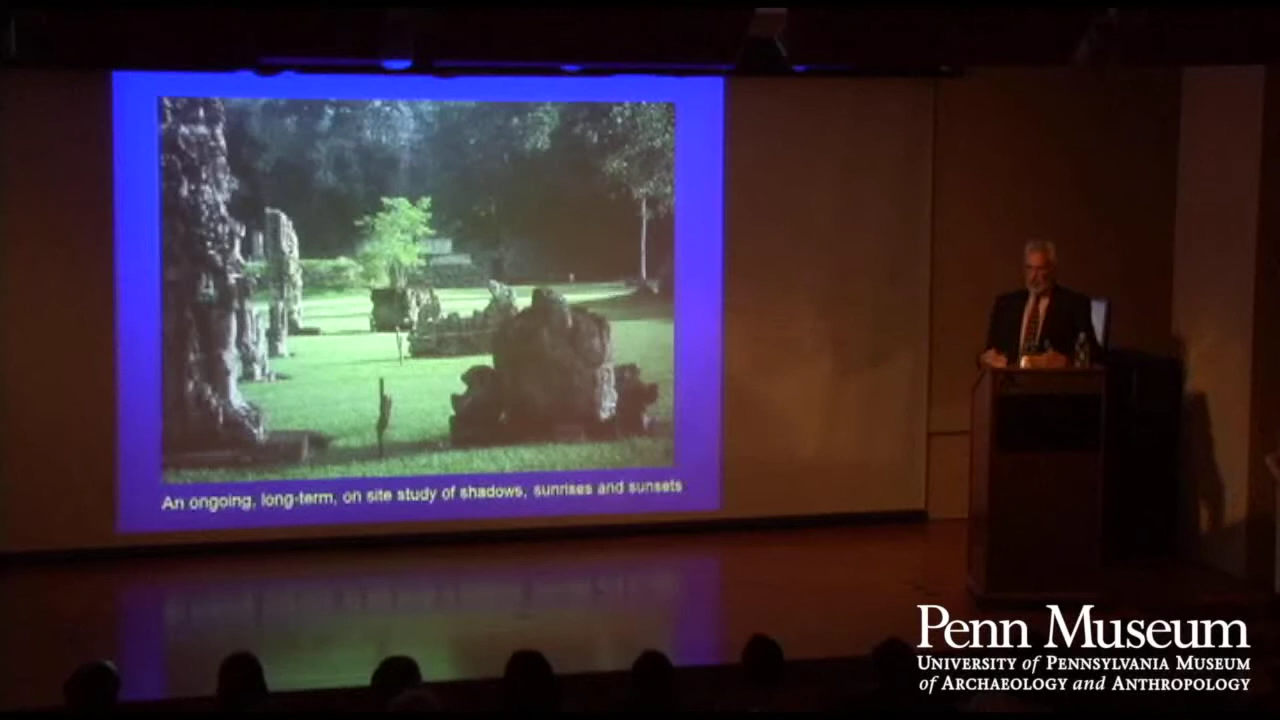 An ongoing, long-term, on site study of shadows, sunrises and sunsets
Penn Museum
UNIVERSITY of PENNSYLVANIA MUSEUM
of ARCHAEOLOGY and ANTHROPOLOGY